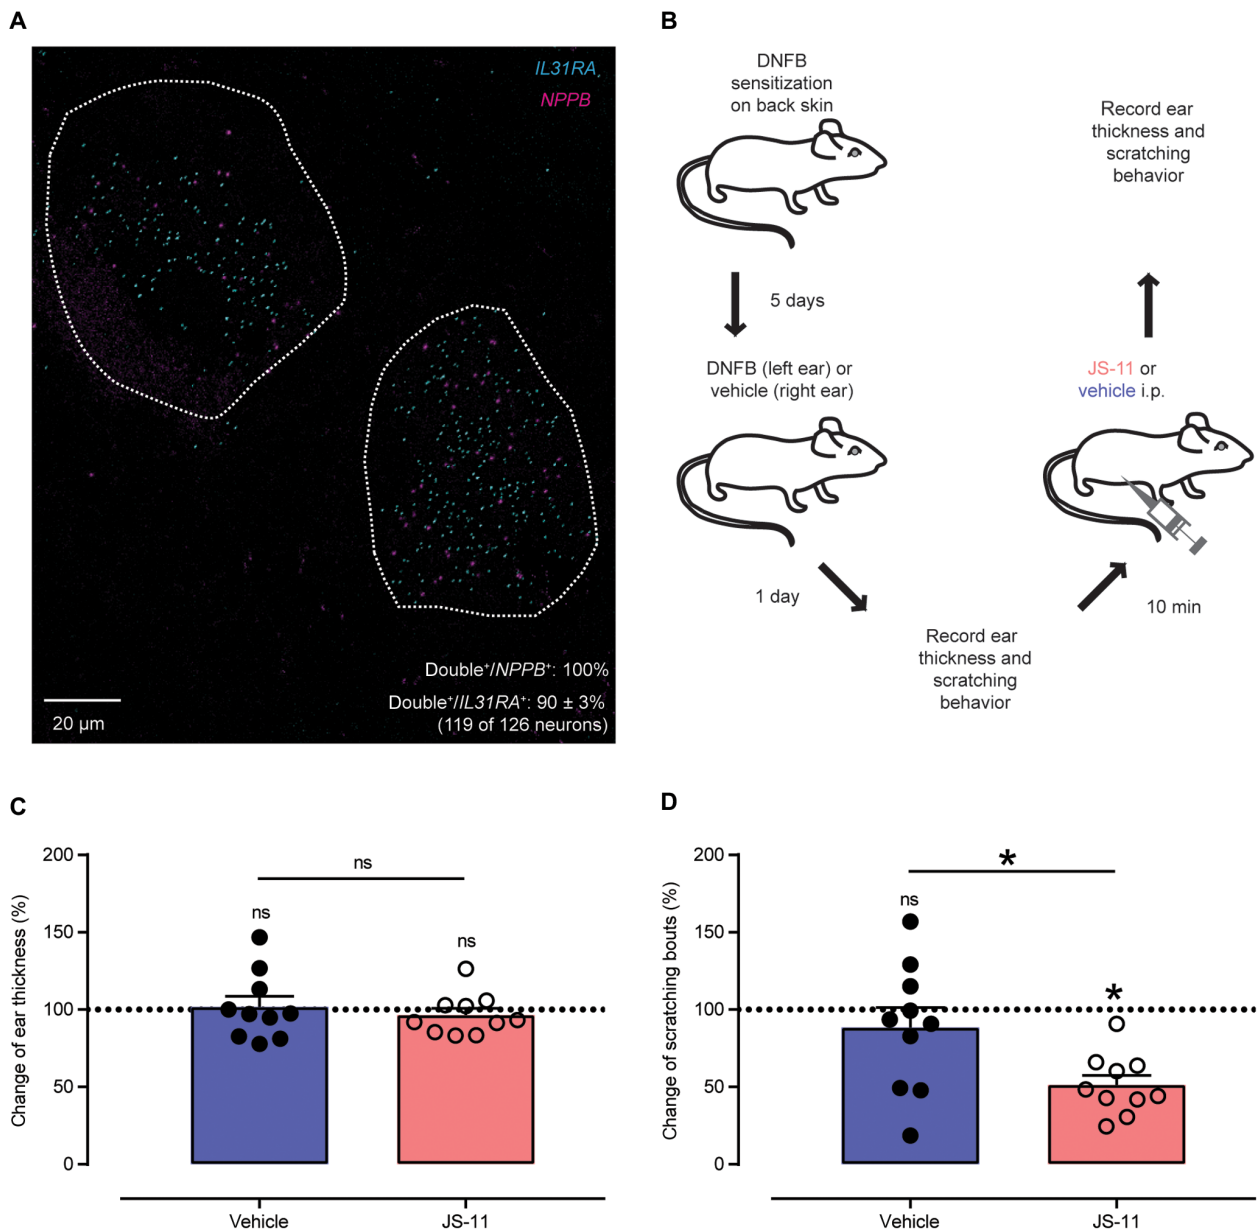 A
IL31RA,
NPPB
Double⁺/NPPB⁺: 100%
Double⁺/IL31RA⁺: 90 ± 3%
(119 of 126 neurons)
20 µm
B
DNFB
sensitization
on back skin
5 days
DNFB (left ear) or
vehicle (right ear)
1 day
Record ear
thickness and
scratching
behavior
10 min
JS-11 or
vehicle i.p.
Record ear
thickness and
scratching
behavior
C
Change of ear thickness (%)
200
150
100
50
0
ns
ns
ns
Vehicle
JS-11
D
Change of scratching bouts (%)
200
150
100
50
0
*
ns
*
Vehicle
JS-11